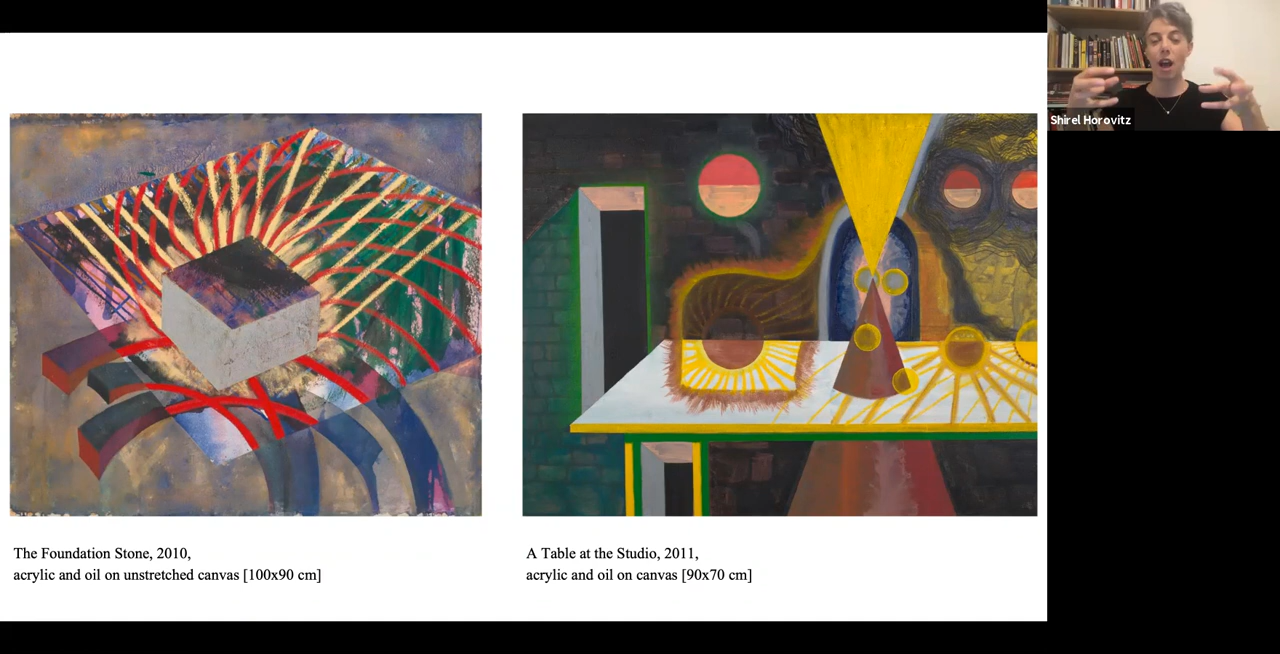 Shirel Horovitz
The Foundation Stone, 2010,
acrylic and oil on unstretched canvas [100x90 cm]
A Table at the Studio, 2011,
acrylic and oil on canvas [90x70 cm]